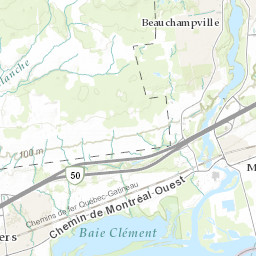 Beauchampville
lanche
100 m
50
Chemins de fer Québec-Gatineau
Chemin de Montréal-Ouest
M
ers
Baie Clément